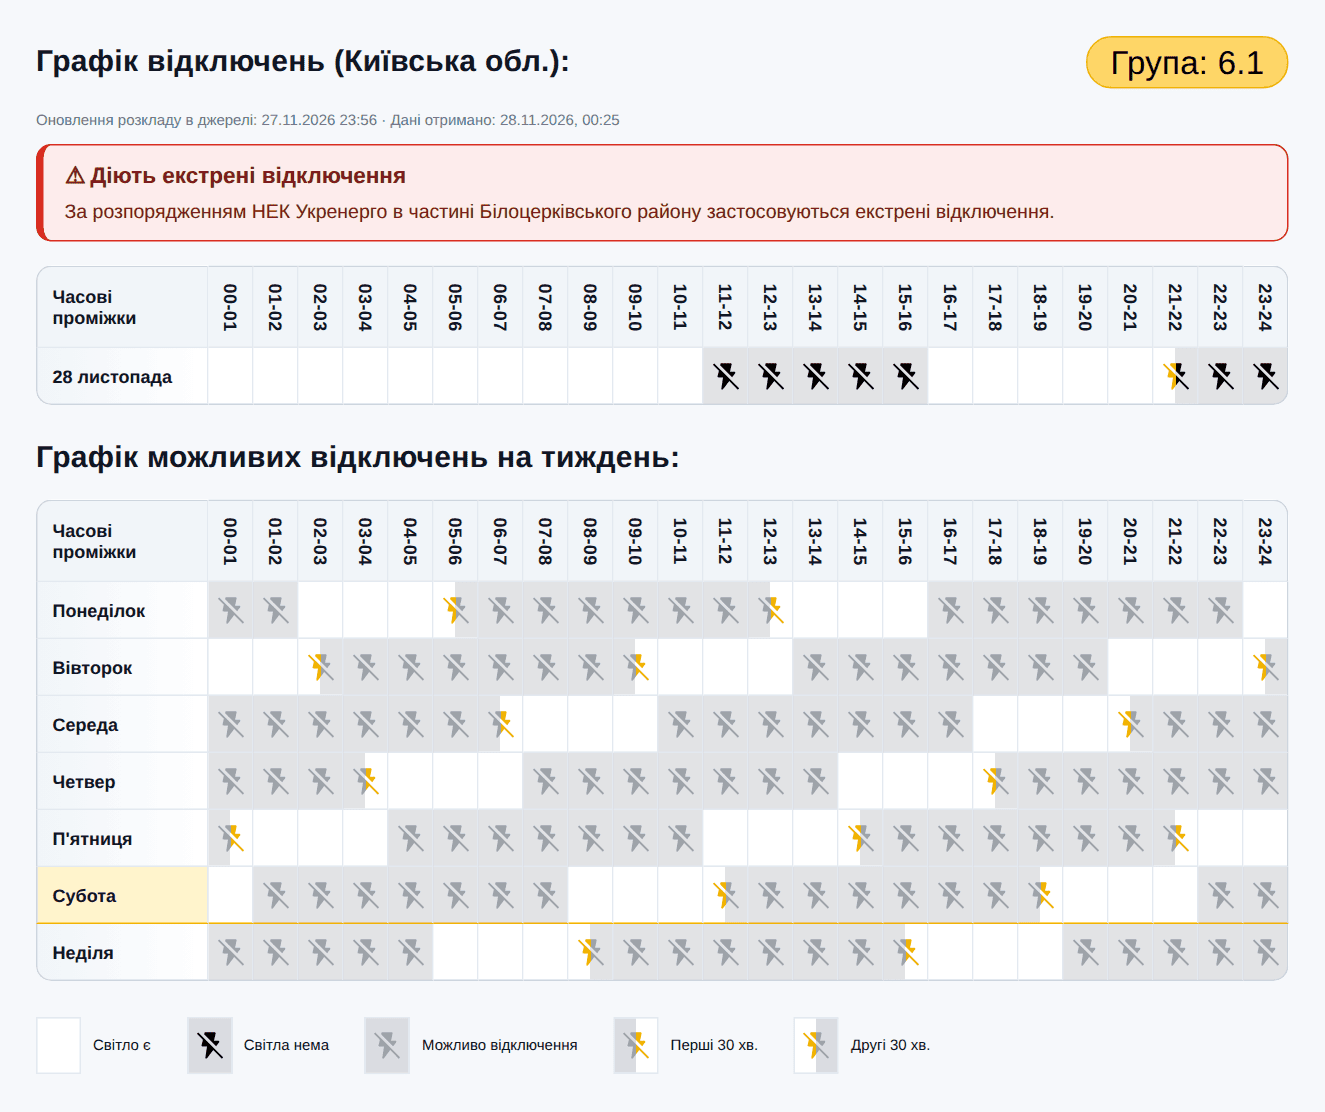 Графік відключень (Київська обл.):
Група: 6.1
Оновлення розкладу в джерелі: 27.11.2026 23:56 · Дані отримано: 28.11.2026, 00:25
⚠ Діють екстрені відключення
За розпорядженням НЕК Укренерго в частині Білоцерківського району застосовуються екстрені відключення.
Часові проміжки 00-01 01-02 02-03 03-04 04-05 05-06 06-07 07-08 08-09 09-10 10-11 11-12 12-13 13-14 14-15 15-16 16-17 17-18 18-19 19-20 20-21 21-22 22-23 23-24
28 листопада
Графік можливих відключень на тиждень:
Часові проміжки 00-01 01-02 02-03 03-04 04-05 05-06 06-07 07-08 08-09 09-10 10-11 11-12 12-13 13-14 14-15 15-16 16-17 17-18 18-19 19-20 20-21 21-22 22-23 23-24
Понеділок
Вівторок
Середа
Четвер
П'ятниця
Субота
Неділя
Світло є Світла нема Можливо відключення Перші 30 хв. Другі 30 хв.